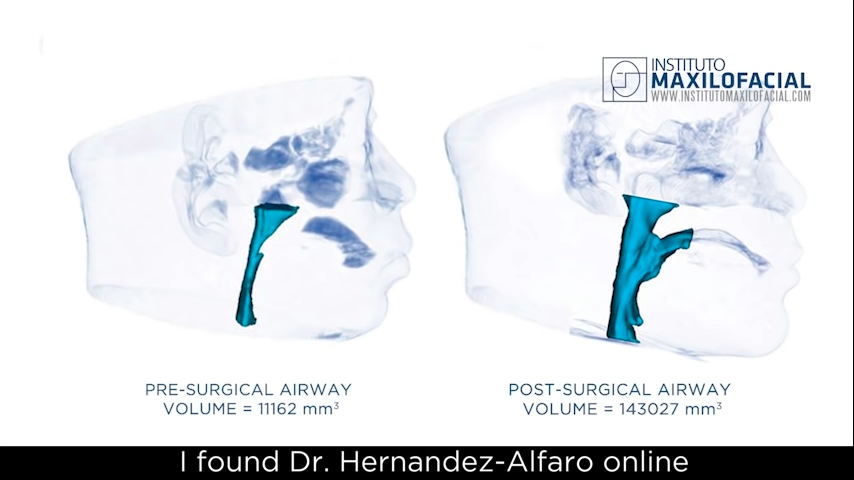 INSTITUTO
MAXILOFACIAL
WWW.INSTITUTOMAXILOFACIAL.COM
PRE-SURGICAL AIRWAY
VOLUME = 11162 mm³
POST-SURGICAL AIRWAY
VOLUME = 143027 mm³
I found Dr. Hernandez-Alfaro online